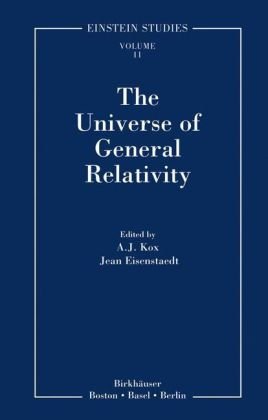 EINSTEIN STUDIES
VOLUME
11
The
Universe of
General
Relativity
Edited by
A.J. Kox
Jean Eisenstaedt
Birkhäuser
Boston • Basel • Berlin